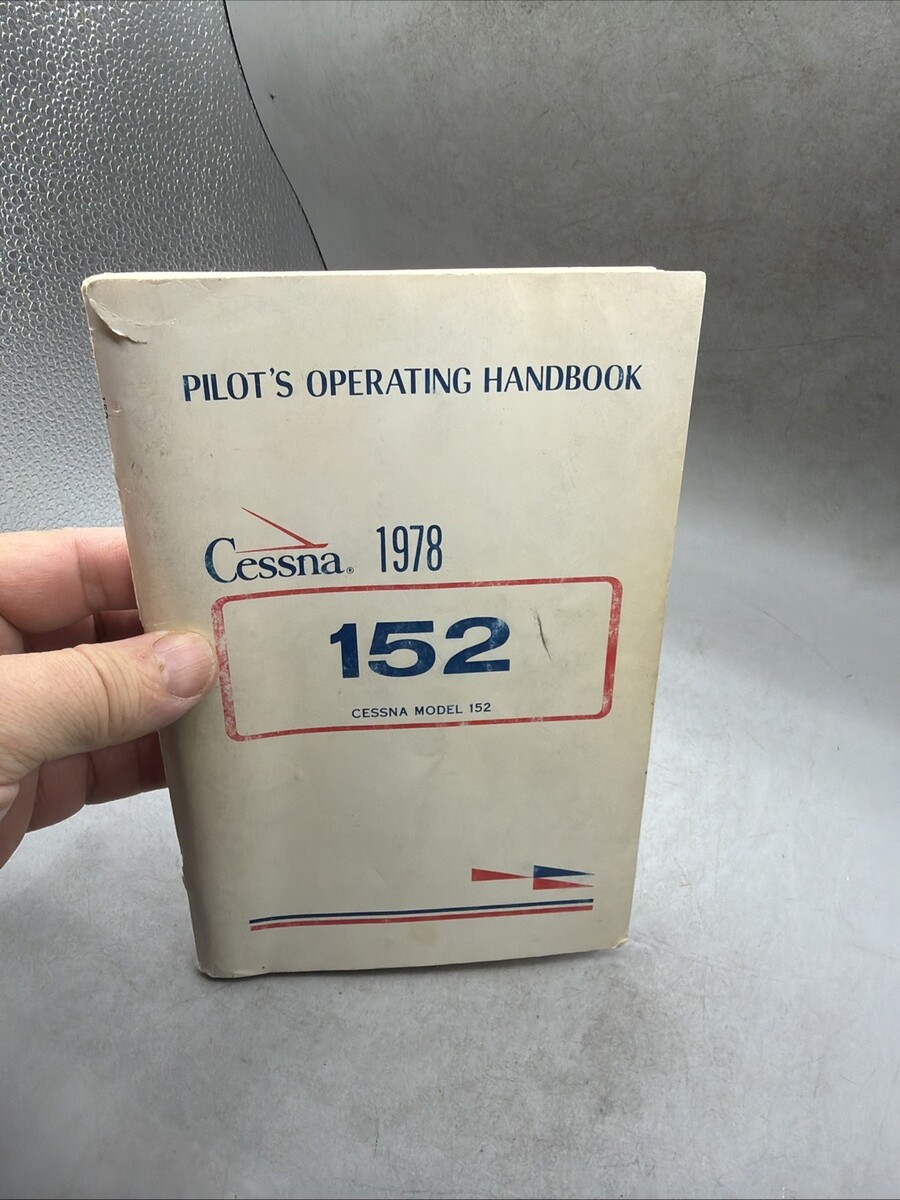 PILOT'S OPERATING HANDBOOK
Cessna® 1978
152
CESSNA MODEL 152